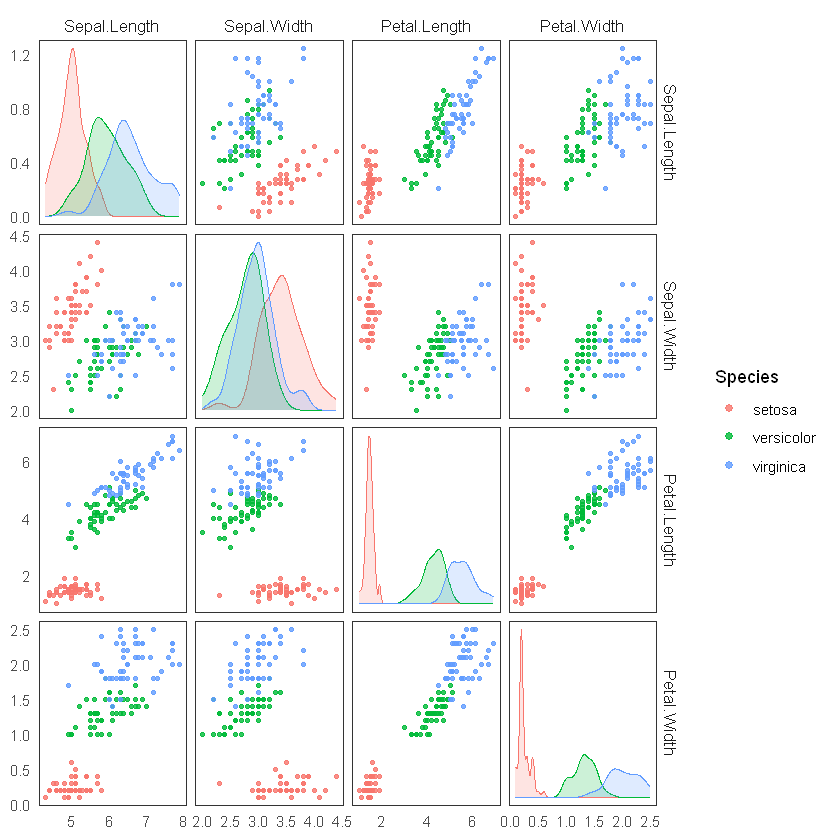 Sepal.Length Sepal.Width Petal.Length Petal.Width
1.2
0.8
0.4
0.0
Sepal.Length
4.5
4.0
3.5
3.0
2.5
2.0
Sepal.Width
Species
setosa
versicolor
virginica
6
4
2
Petal.Length
2.5
2.0
1.5
1.0
0.5
0.0
Petal.Width
5 6 7 8 2.0 2.5 3.0 3.5 4.0 4.5 2 4 6 0.0 0.5 1.0 1.5 2.0 2.5